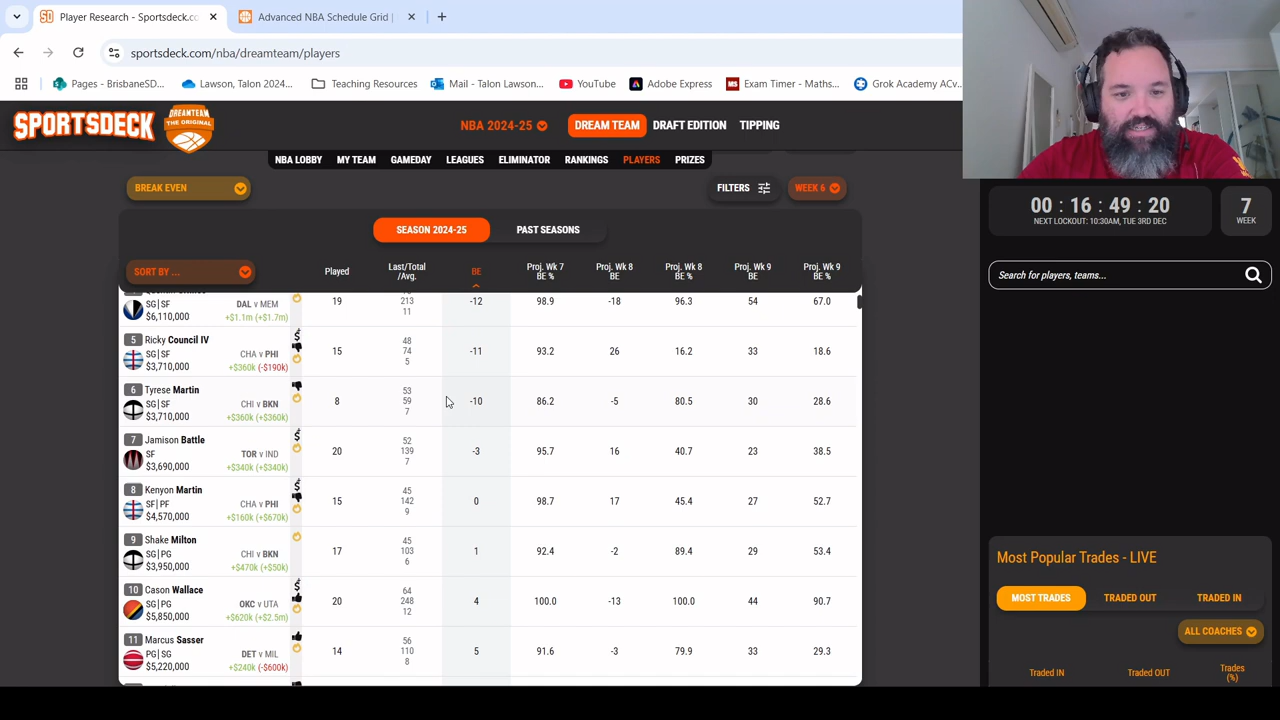 Player Research - Sportsdeck.co
Advanced NBA Schedule Grid |
sportsdeck.com/nba/dreamteam/players
Pages - BrisbaneSD...
Lawson, Talon 2024...
Teaching Resources
Mail - Talon Lawson...
YouTube
Adobe Express
Exam Timer - Maths...
Grok Academy ACv...
SPORTSDECK
DREAMTEAM
THE ORIGINAL
NBA 2024-25
DREAM TEAM
DRAFT EDITION
TIPPING
NBA LOBBY
MY TEAM
GAMEDAY
LEAGUES
ELIMINATOR
RANKINGS
PLAYERS
PRIZES
BREAK EVEN
FILTERS
WEEK 6
00 : 16 : 49 : 20
NEXT LOCKOUT: 10:30AM, TUE 3RD DEC
7
WEEK
SEASON 2024-25
PAST SEASONS
Search for players, teams...
SORT BY ...
Played
Last/Total
/Avg.
BE
Proj. Wk 7
BE %
Proj. Wk 8
BE
Proj. Wk 8
BE %
Proj. Wk 9
BE
Proj. Wk 9
BE %
SG|SF
DAL v MEM
$6,110,000
+$1.1m (+$1.7m)
19
213
11
-12
98.9
-18
96.3
54
67.0
5 Ricky Council IV
SG|SF
CHA v PHI
$3,710,000
+$360k (-$190k)
15
48
74
5
-11
93.2
26
16.2
33
18.6
6 Tyrese Martin
SG|SF
CHI v BKN
$3,710,000
+$360k (+$360k)
8
53
59
7
-10
86.2
-5
80.5
30
28.6
7 Jamison Battle
SF
TOR v IND
$3,690,000
+$340k (+$340k)
20
52
139
7
-3
95.7
16
40.7
23
38.5
8 Kenyon Martin
SF|PF
CHA v PHI
$4,570,000
+$160k (+$670k)
15
45
142
9
0
98.7
17
45.4
27
52.7
9 Shake Milton
SG|PG
CHI v BKN
$3,950,000
+$470k (+$50k)
17
45
103
6
1
92.4
-2
89.4
29
53.4
10 Cason Wallace
SG|PG
OKC v UTA
$5,850,000
+$620k (+$2.5m)
20
64
248
12
4
100.0
-13
100.0
44
90.7
11 Marcus Sasser
PG|SG
DET v MIL
$5,220,000
+$240k (-$600k)
14
56
110
8
5
91.6
-3
79.9
33
29.3
Most Popular Trades - LIVE
MOST TRADES
TRADED OUT
TRADED IN
ALL COACHES
Traded IN
Traded OUT
Trades
(%)